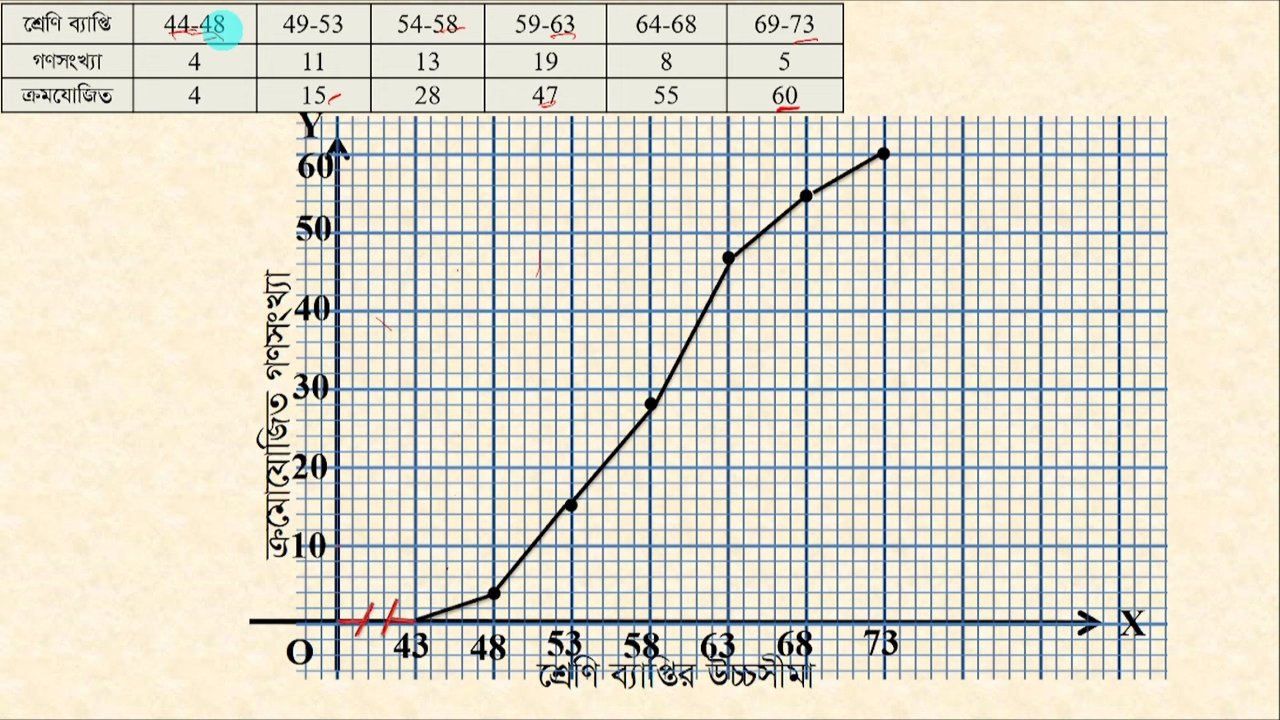 শ্রেণি ব্যাপ্তি 44-48 49-53 54-58 59-63 64-68 69-73
গণসংখ্যা 4 11 13 19 8 5
ক্রমযোজিত 4 15 28 47 55 60
Y
60
50
40
30
20
10
ক্রমোযোজিত গণসংখ্যা
O 43 48 53 58 63 68 73 X
শ্রেণি ব্যাপ্তির উচ্চসীমা